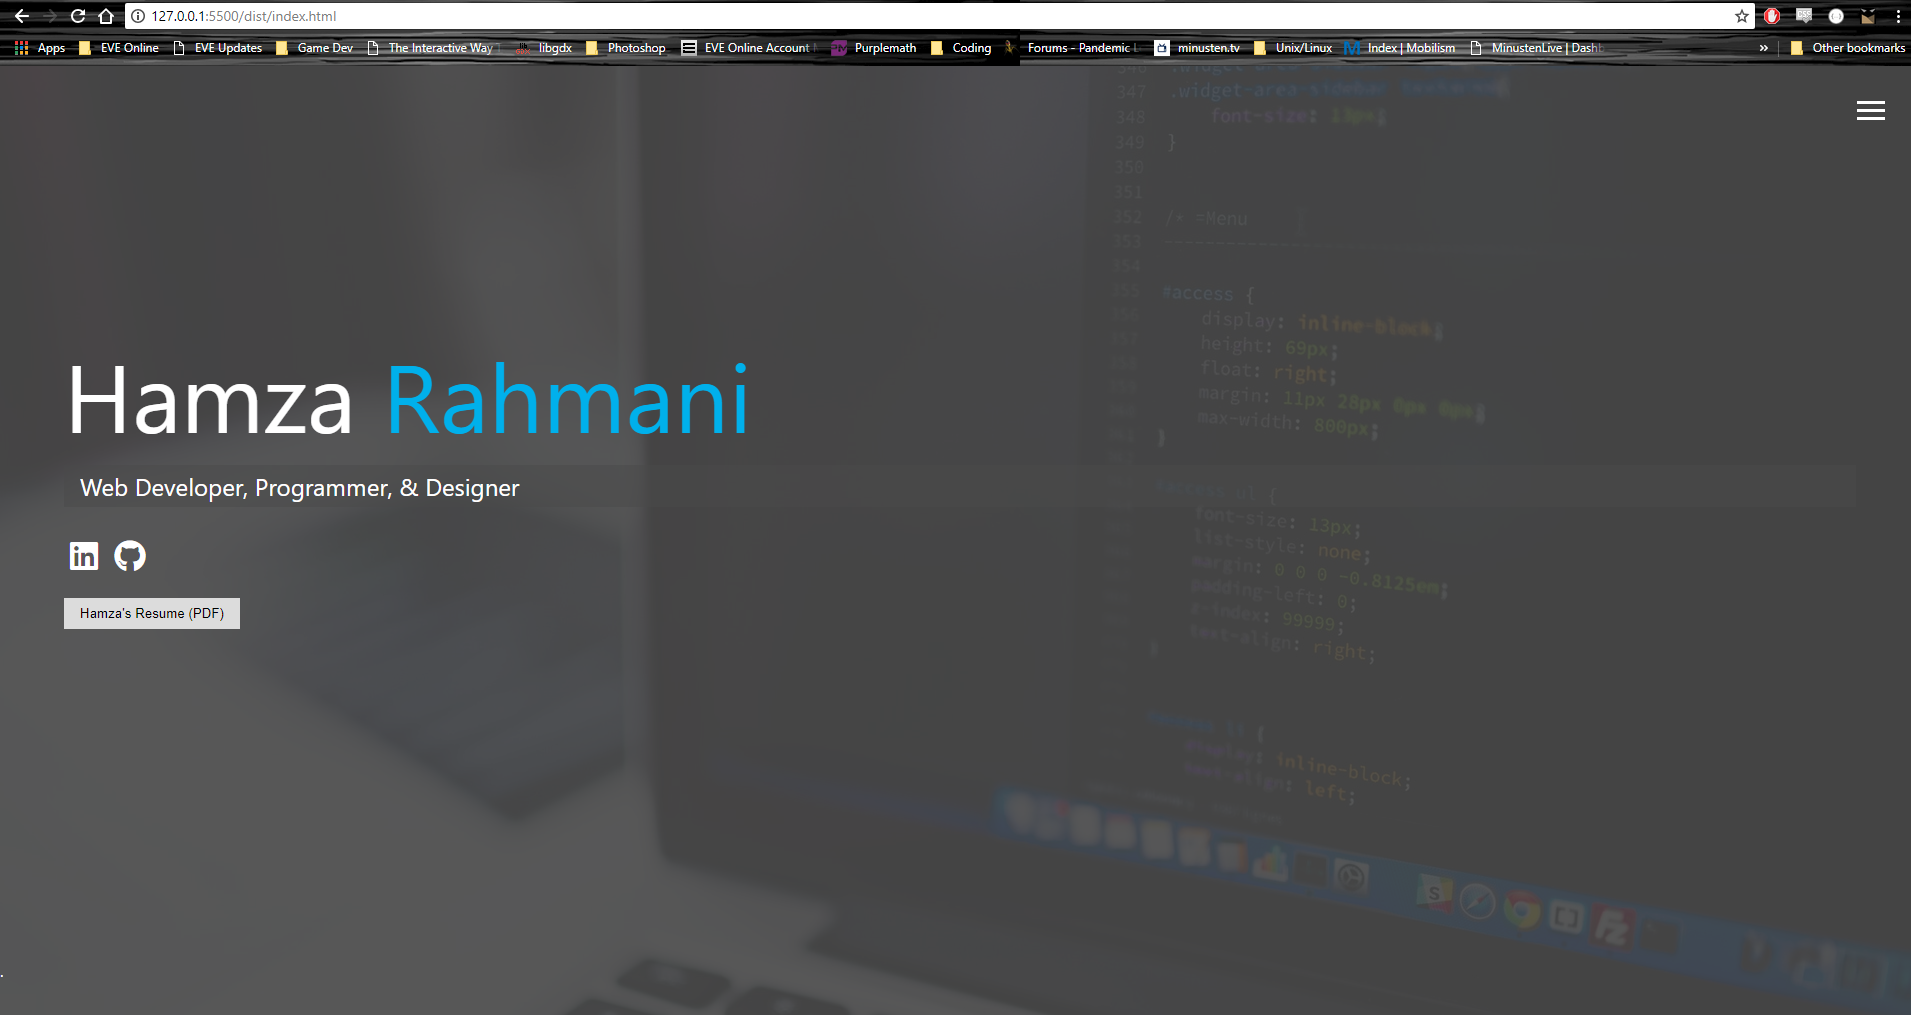 127.0.0.1:5500/dist/index.html
Apps EVE Online EVE Updates Game Dev The Interactive Way libgdx Photoshop EVE Online Account Purplemath Coding Forums - Pandemic minusten.tv Unix/Linux Index | Mobilism MinustenLive | Dash » Other bookmarks
347 .widget-area-sidebar
348 font-size: 13px;
349 }
350
351
352 /* =Menu
353 --------------------
354
355 #access {
display: inline-block;
height: 69px;
float: right;
margin: 11px 28px 0px 0px;
max-width: 800px;
}
Hamza Rahmani
Web Developer, Programmer, & Designer
in
Hamza's Resume (PDF)
ul {
font-size: 13px;
list-style: none;
margin: 0 0 0 -0.8125em;
padding-left: 0;
z-index: 99999;
text-align: right;
}
li {
display: inline-block;
text-align: left;
S
Fz
.